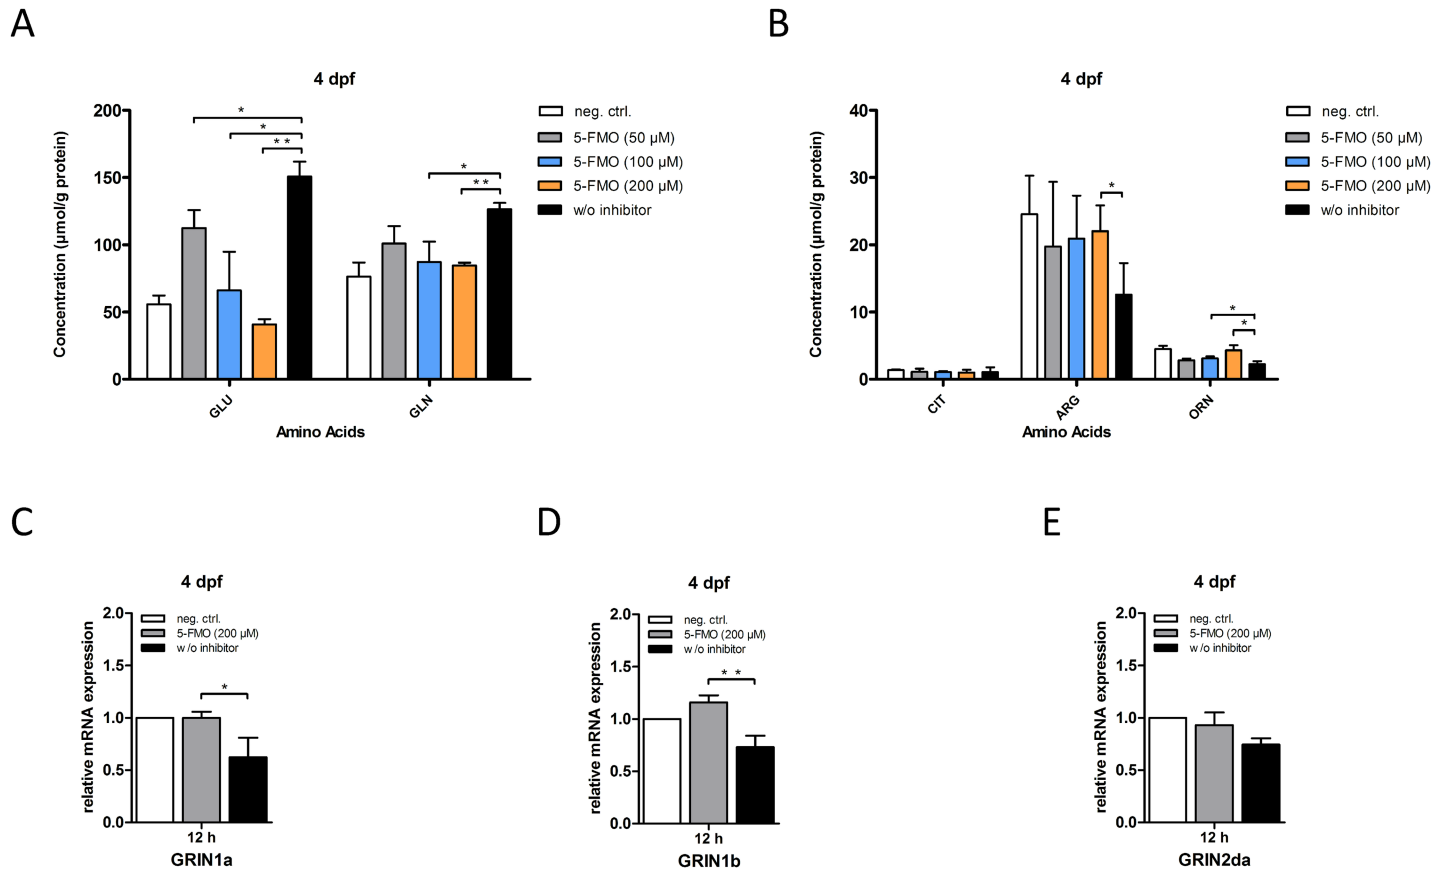 A
B
4 dpf
200
150
100
50
0
Concentration (µmol/g protein)
*
*
* *
*
* *
GLU
GLN
Amino Acids
neg. ctrl.
5-FMO (50 µM)
5-FMO (100 µM)
5-FMO (200 µM)
w/o inhibitor
4 dpf
40
30
20
10
0
Concentration (µmol/g protein)
*
*
*
CIT
ARG
ORN
Amino Acids
neg. ctrl.
5-FMO (50 µM)
5-FMO (100 µM)
5-FMO (200 µM)
w/o inhibitor
C
D
E
4 dpf
2.0
1.5
1.0
0.5
0.0
relative mRNA expression
neg. ctrl.
5-FMO (200 µM)
w/o inhibitor
*
12 h
GRIN1a
4 dpf
2.0
1.5
1.0
0.5
0.0
relative mRNA expression
neg. ctrl.
5-FMO (200 µM)
w/o inhibitor
* *
12 h
GRIN1b
4 dpf
2.0
1.5
1.0
0.5
0.0
relative mRNA expression
neg. ctrl.
5-FMO (200 µM)
w/o inhibitor
12 h
GRIN2da